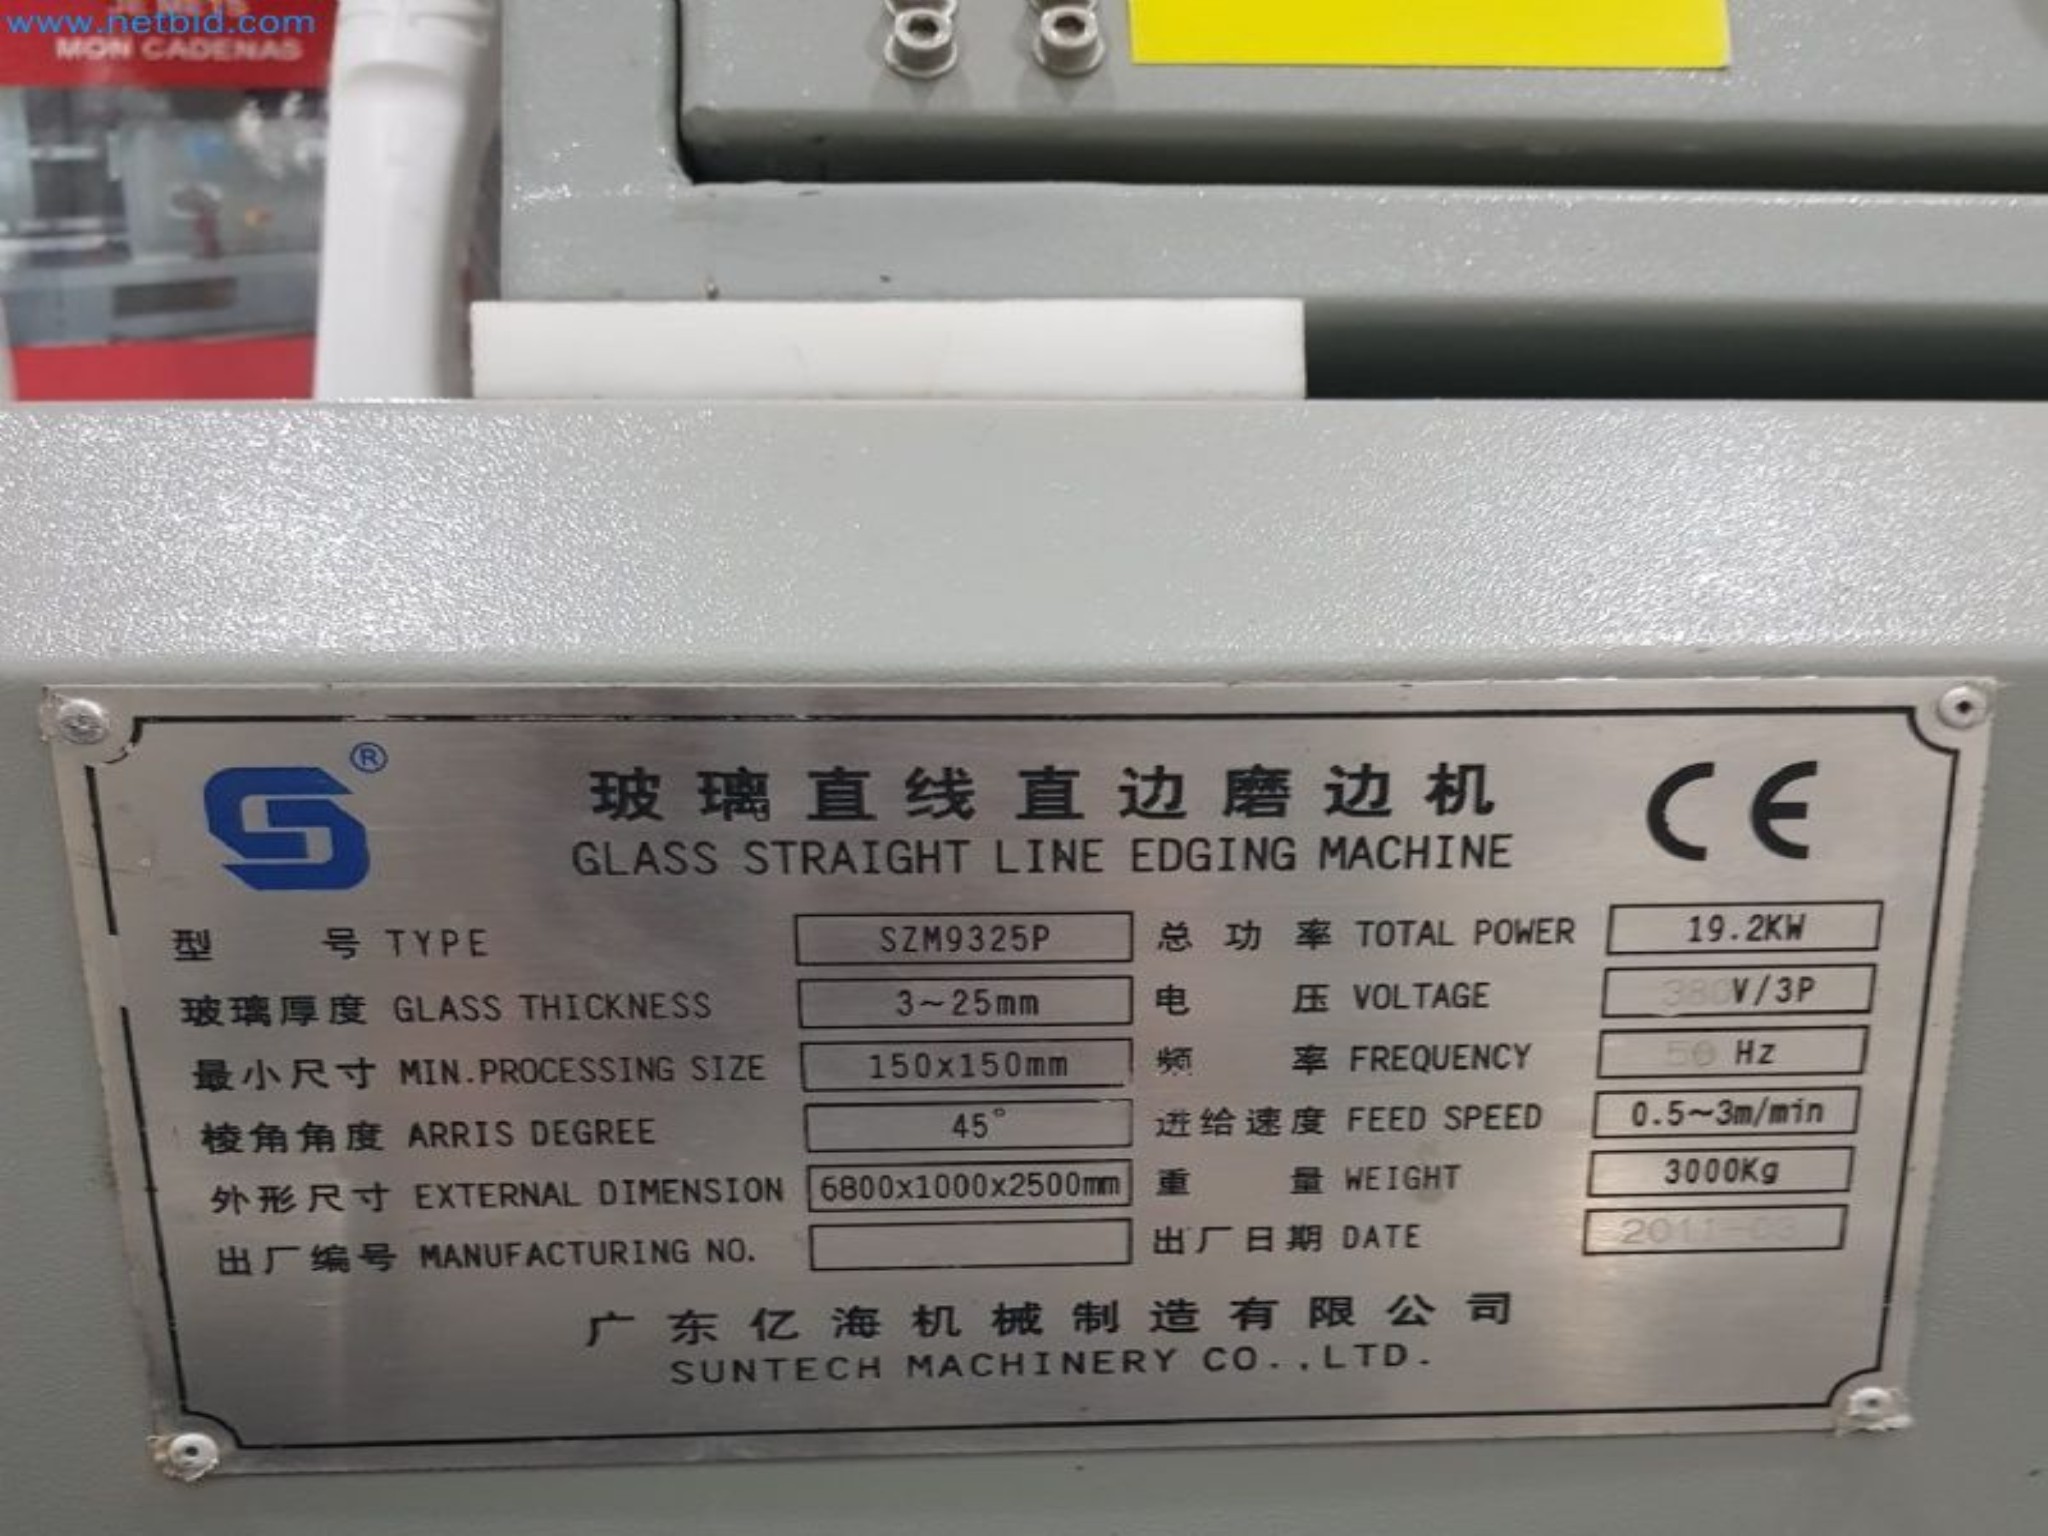 www.netbid.com
MON CADENAS
®
玻璃直线直边磨边机
CE
GLASS STRAIGHT LINE EDGING MACHINE
型 号 TYPE SZM9325P 总功率 TOTAL POWER 19.2KW
玻璃厚度 GLASS THICKNESS 3~25mm 电 压 VOLTAGE 380V/3P
最小尺寸 MIN.PROCESSING SIZE 150x150mm 频 率 FREQUENCY 50 Hz
棱角角度 ARRIS DEGREE 45° 进给速度 FEED SPEED 0.5~3m/min
外形尺寸 EXTERNAL DIMENSION 6800x1000x2500mm 重 量 WEIGHT 3000Kg
出厂编号 MANUFACTURING NO. 出厂日期 DATE
广东亿海机械制造有限公司
SUNTECH MACHINERY CO.,LTD.